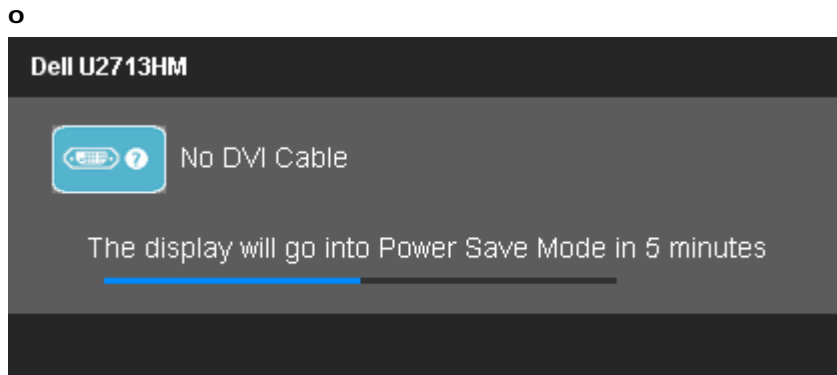 o
Dell U2713HM
? No DVI Cable
The display will go into Power Save Mode in 5 minutes